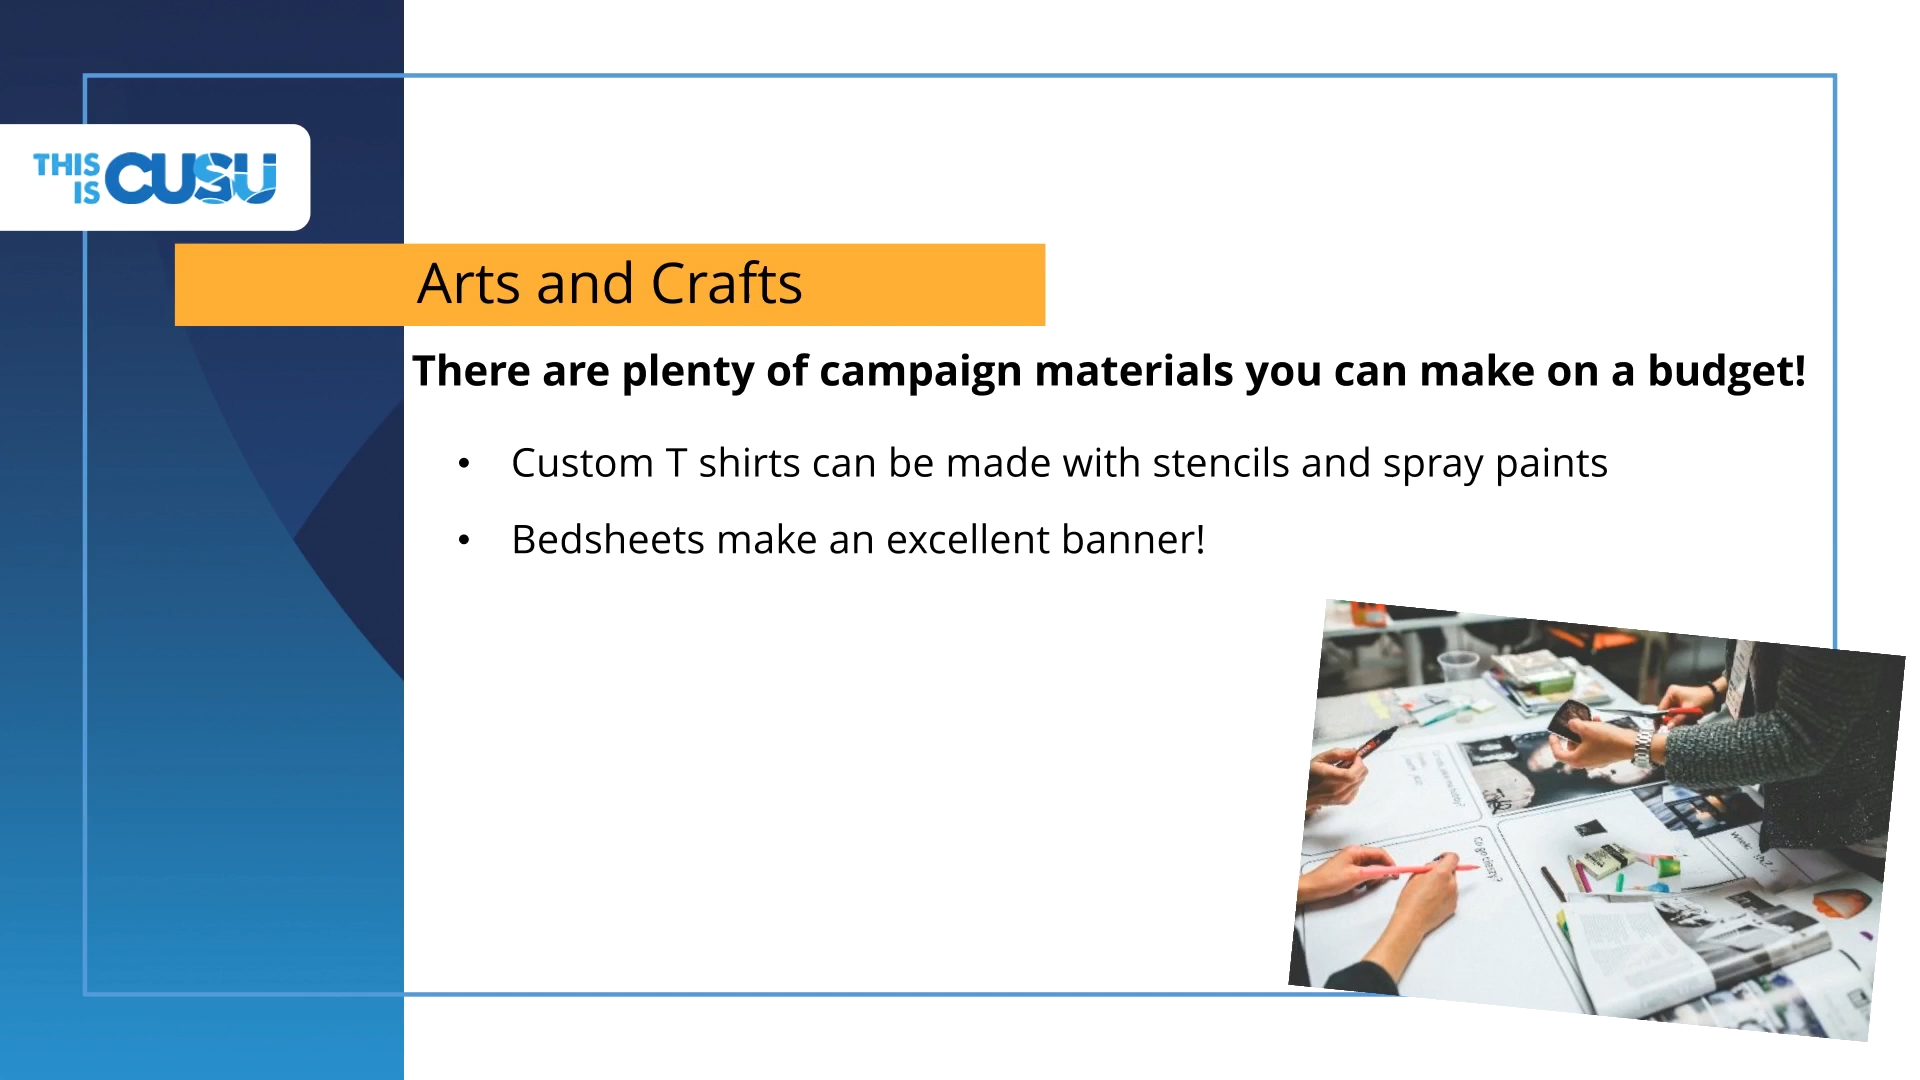 THIS
IS CUSU
Arts and Crafts
There are plenty of campaign materials you can make on a budget!
• Custom T shirts can be made with stencils and spray paints
• Bedsheets make an excellent banner!